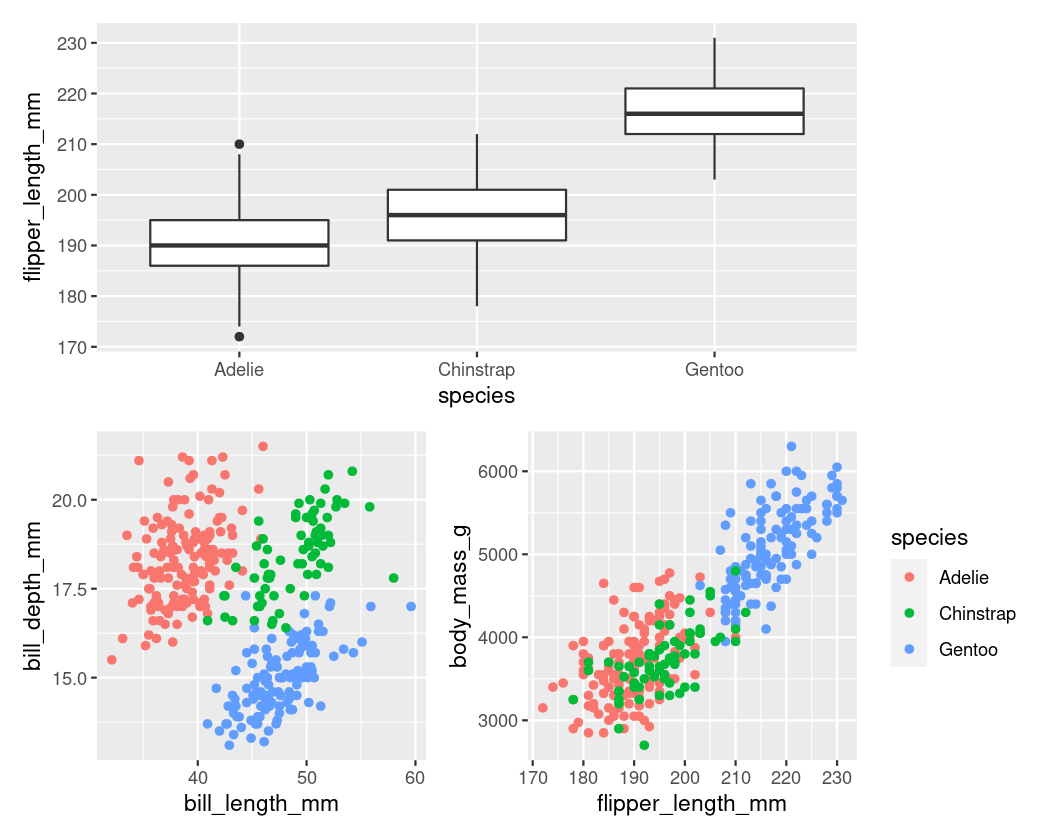 flipper_length_mm
230
220
210
200
190
180
170
Adelie Chinstrap Gentoo
species
bill_depth_mm
20.0
17.5
15.0
40 50 60
bill_length_mm
body_mass_g
6000
5000
4000
3000
170 180 190 200 210 220 230
flipper_length_mm
species
Adelie
Chinstrap
Gentoo